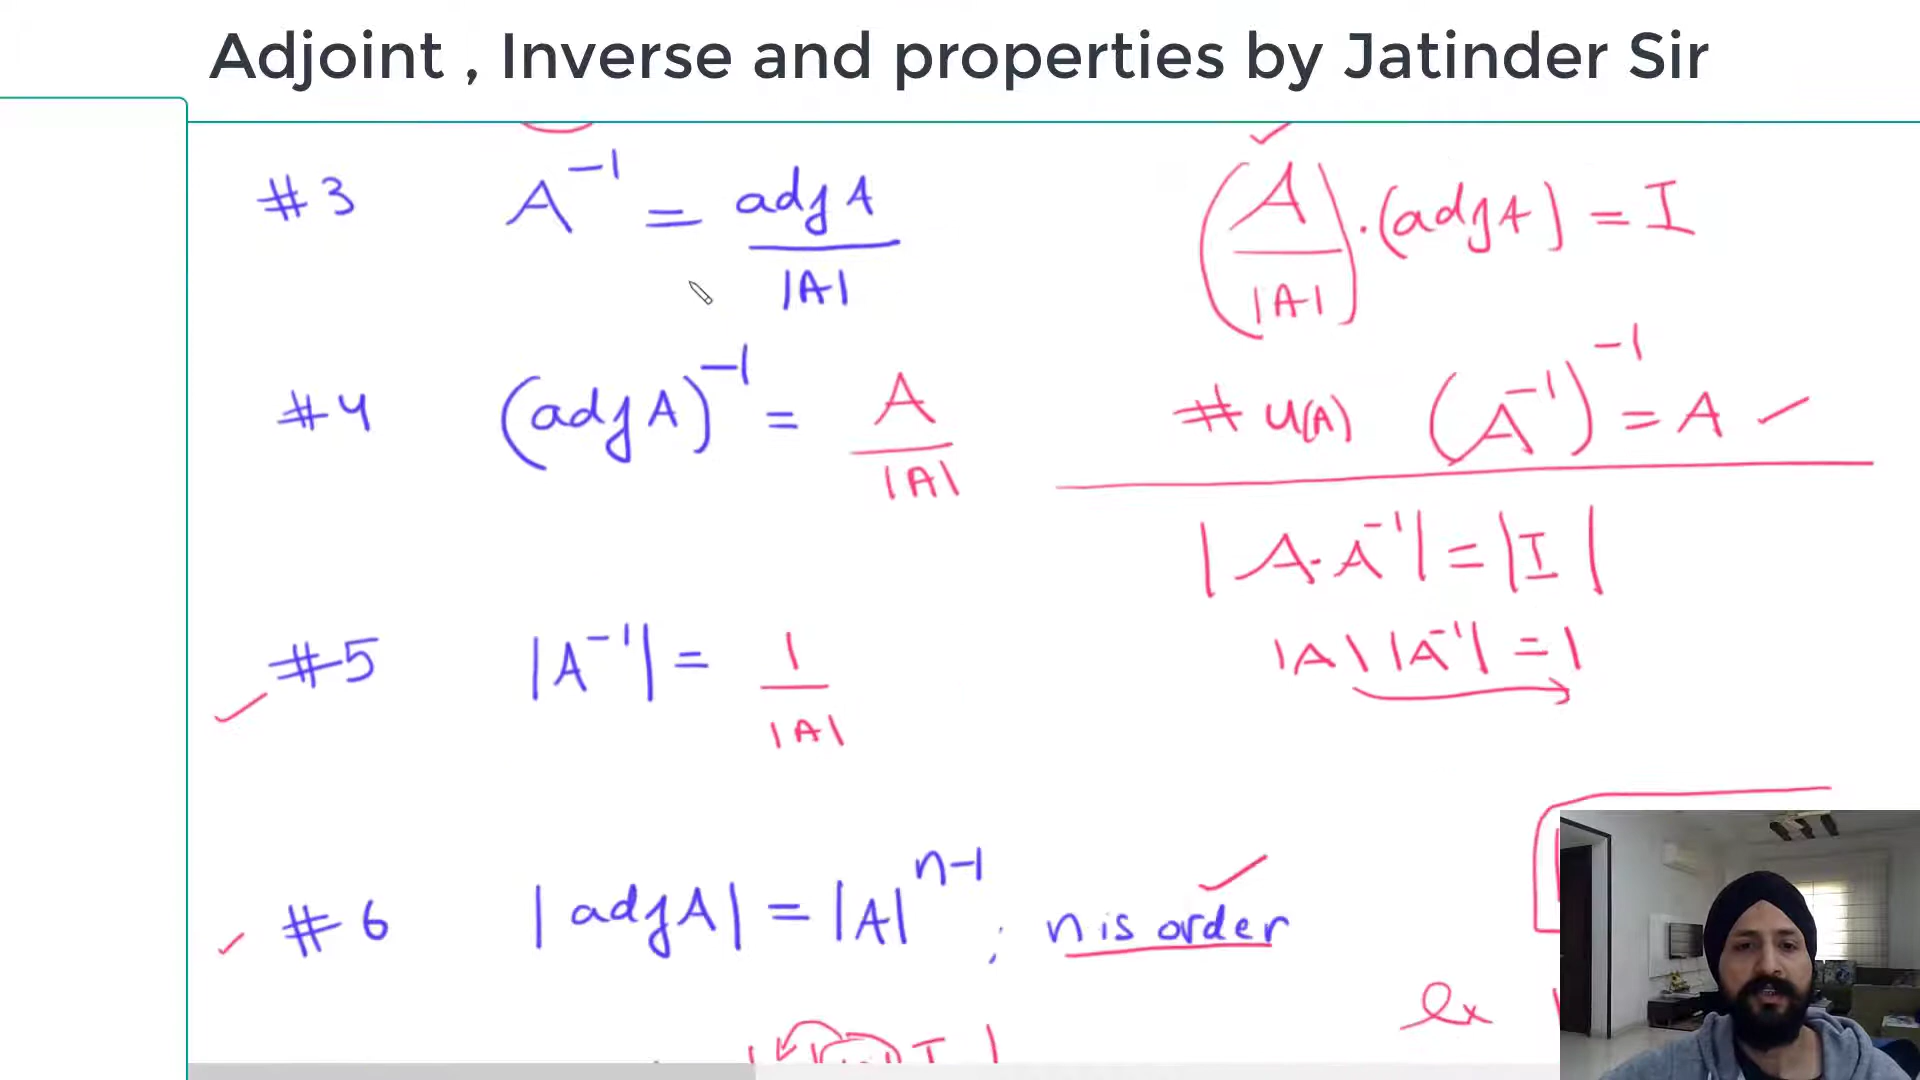 Adjoint , Inverse and properties by Jatinder Sir
#3 A⁻¹ = adj A / |A|
(A / |A|) . (adj A) = I
#4 (adj A)⁻¹ = A / |A|
# 4(A) (A⁻¹)⁻¹ = A
|A . A⁻¹| = |I|
#5 |A⁻¹| = 1 / |A|
|A| |A⁻¹| = 1
#6 |adj A| = |A|ⁿ⁻¹ ; n is order
ex